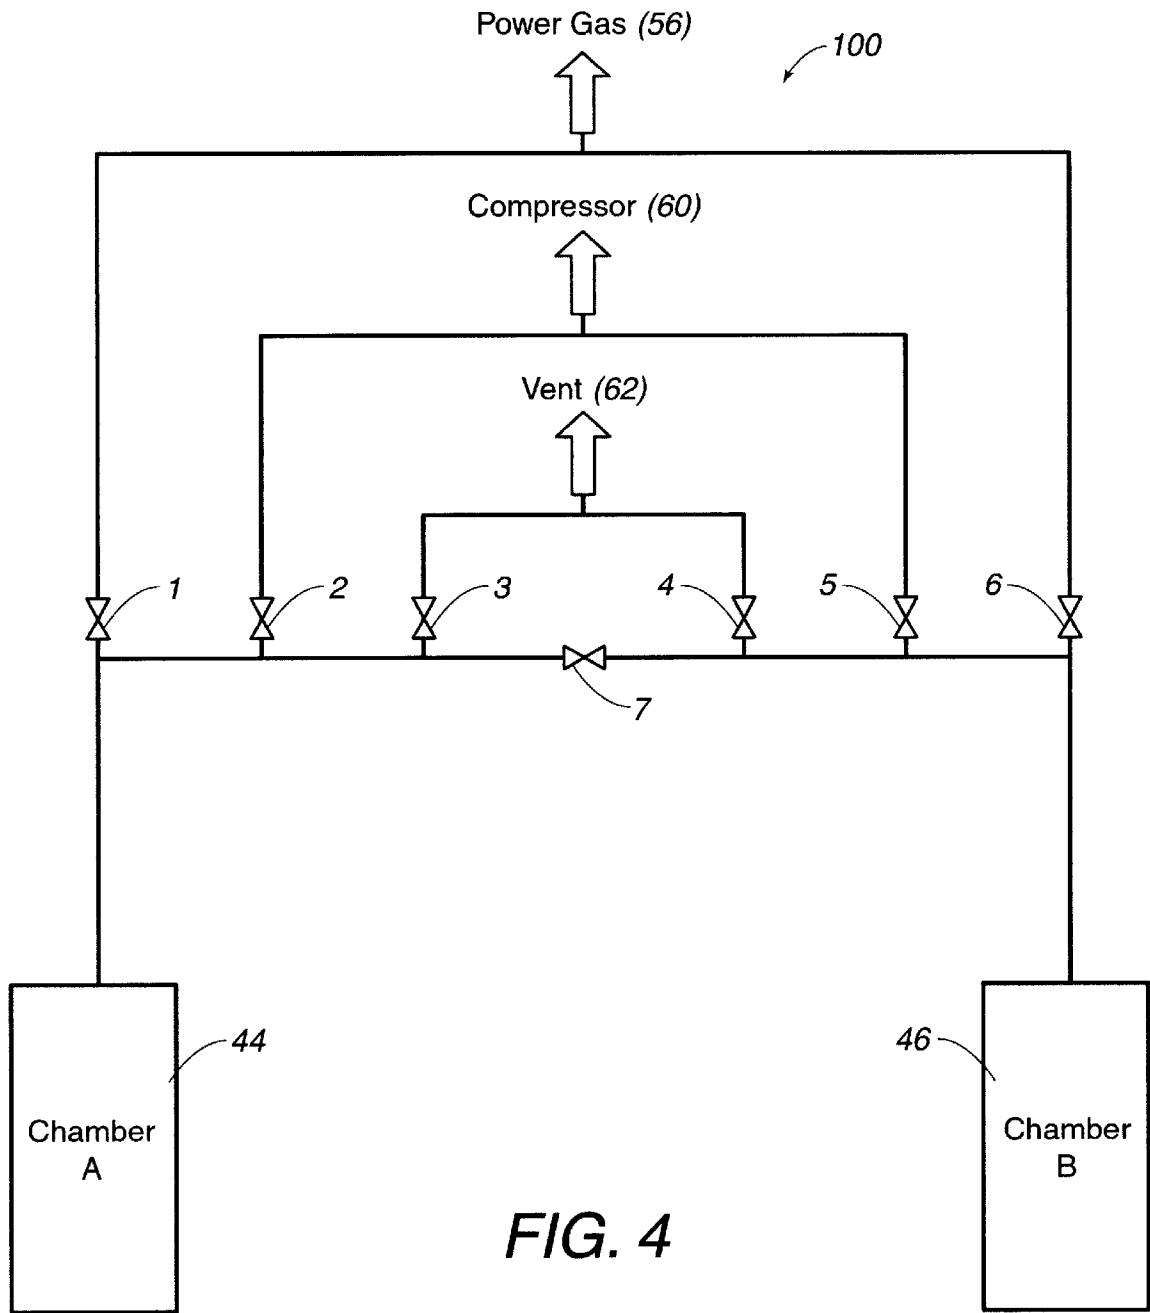 Power Gas (56)
100
Compressor (60)
Vent (62)
1
2
3
4
5
6
7
44
46
Chamber
A
Chamber
B
FIG. 4